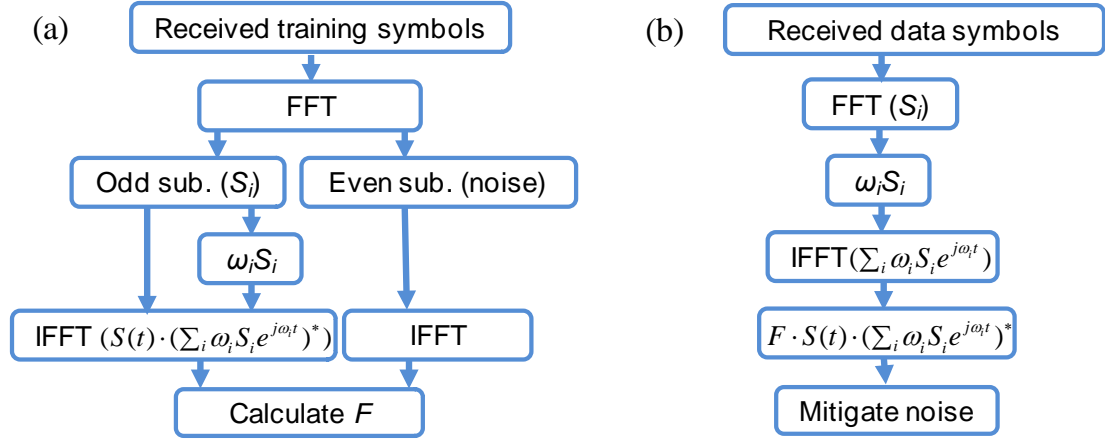 (a)
Received training symbols
FFT
Odd sub. (Sᵢ)
Even sub. (noise)
ωᵢSᵢ
IFFT (S(t)·(∑ᵢ ωᵢSᵢe^{jωᵢt})*)
IFFT
Calculate F
(b)
Received data symbols
FFT (Sᵢ)
ωᵢSᵢ
IFFT(∑ᵢ ωᵢSᵢe^{jωᵢt})
F·S(t)·(∑ᵢ ωᵢSᵢe^{jωᵢt})*
Mitigate noise